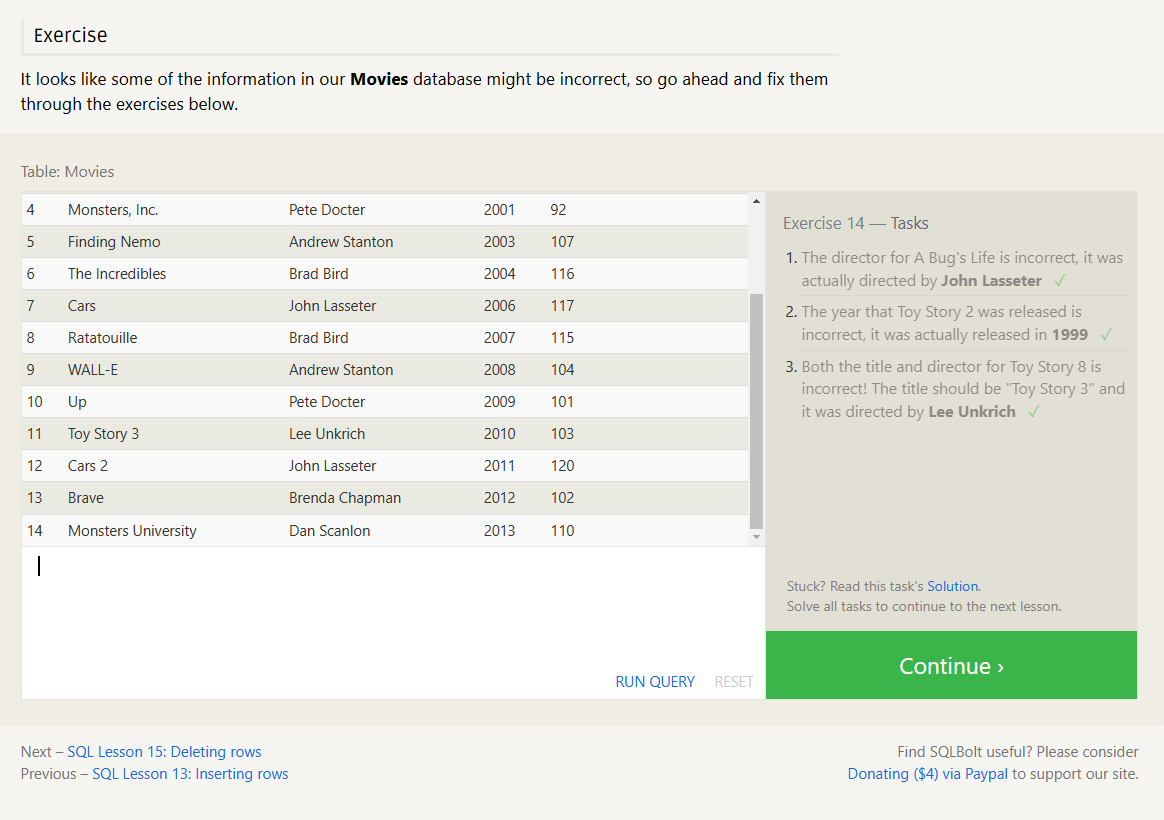 Exercise
It looks like some of the information in our Movies database might be incorrect, so go ahead and fix them
through the exercises below.
Table: Movies
4 Monsters, Inc. Pete Docter 2001 92
5 Finding Nemo Andrew Stanton 2003 107
6 The Incredibles Brad Bird 2004 116
7 Cars John Lasseter 2006 117
8 Ratatouille Brad Bird 2007 115
9 WALL-E Andrew Stanton 2008 104
10 Up Pete Docter 2009 101
11 Toy Story 3 Lee Unkrich 2010 103
12 Cars 2 John Lasseter 2011 120
13 Brave Brenda Chapman 2012 102
14 Monsters University Dan Scanlon 2013 110
RUN QUERY RESET
Exercise 14 — Tasks
1. The director for A Bug's Life is incorrect, it was
actually directed by John Lasseter ✓
2. The year that Toy Story 2 was released is
incorrect, it was actually released in 1999 ✓
3. Both the title and director for Toy Story 8 is
incorrect! The title should be "Toy Story 3" and
it was directed by Lee Unkrich ✓
Stuck? Read this task's Solution.
Solve all tasks to continue to the next lesson.
Continue ›
Next – SQL Lesson 15: Deleting rows
Previous – SQL Lesson 13: Inserting rows
Find SQLBolt useful? Please consider
Donating ($4) via Paypal to support our site.